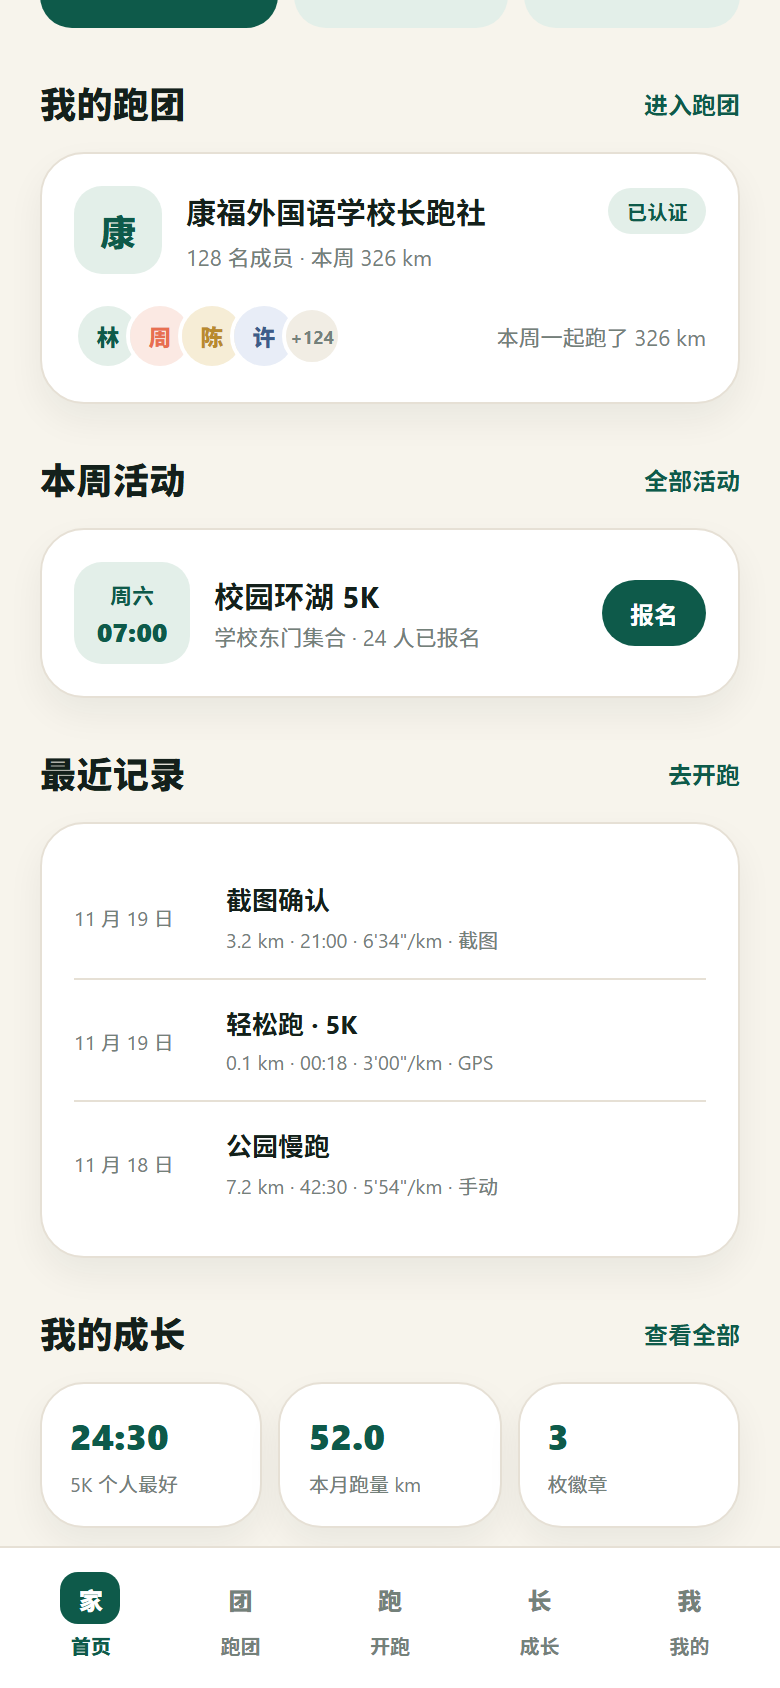 我的跑团
进入跑团
康
康福外国语学校长跑社
已认证
128 名成员 · 本周 326 km
林
周
陈
许
+124
本周一起跑了 326 km
本周活动
全部活动
周六
07:00
校园环湖 5K
学校东门集合 · 24 人已报名
报名
最近记录
去开跑
11 月 19 日
截图确认
3.2 km · 21:00 · 6'34"/km · 截图
11 月 19 日
轻松跑 · 5K
0.1 km · 00:18 · 3'00"/km · GPS
11 月 18 日
公园慢跑
7.2 km · 42:30 · 5'54"/km · 手动
我的成长
查看全部
24:30
5K 个人最好
52.0
本月跑量 km
3
枚徽章
家
首页
团
跑团
跑
开跑
长
成长
我
我的